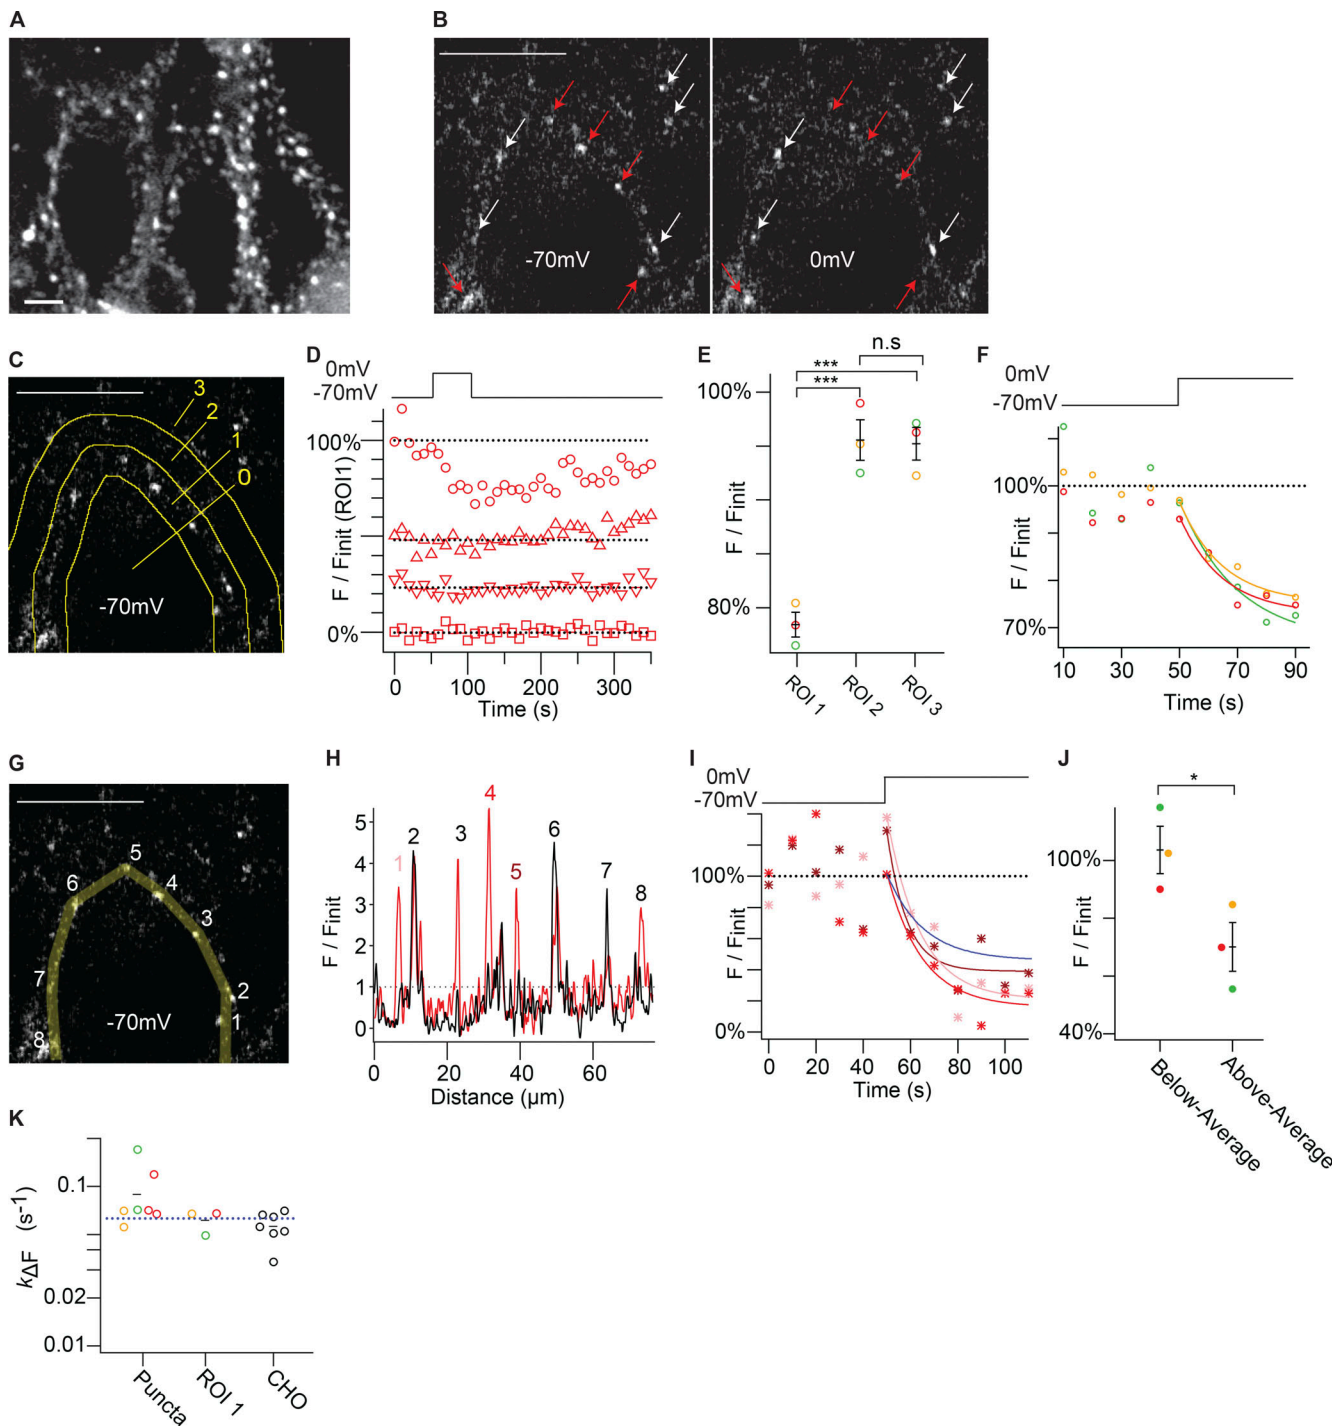 A
B
-70mV
0mV
C
3
2
1
0
-70mV
D
0mV
-70mV
100%
0%
F / Finit (ROI1)
0 100 200 300
Time (s)
E
n.s
***
***
100%
80%
F / Finit
ROI 1
ROI 2
ROI 3
F
0mV
-70mV
100%
70%
F / Finit
10 30 50 70 90
Time (s)
G
5
6
4
3
7
2
1
8
-70mV
H
4
2
3
6
1
5
7
8
5
4
3
2
1
0
F / Finit
0 20 40 60
Distance (µm)
I
0mV
-70mV
100%
0%
F / Finit
0 20 40 60 80 100
Time (s)
J
*
100%
40%
F / Finit
Below-Average
Above-Average
K
0.1
0.02
0.01
kΔF (s-1)
Puncta
ROI 1
CHO